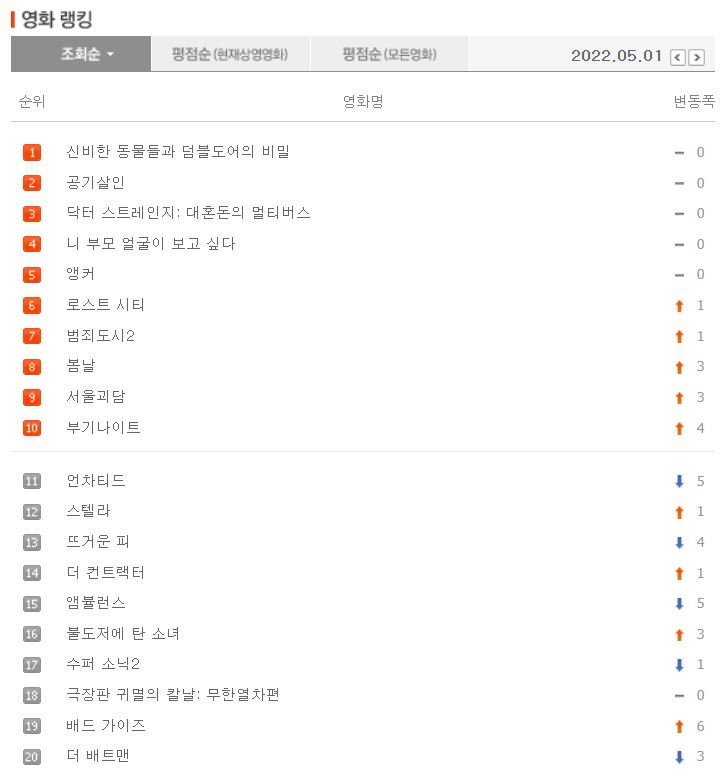 영화 랭킹
조회순 평점순 (현재상영영화) 평점순 (모든영화) 2022.05.01
순위 영화명 변동폭
1 신비한 동물들과 덤블도어의 비밀 0
2 공기살인 0
3 닥터 스트레인지: 대혼돈의 멀티버스 0
4 니 부모 얼굴이 보고 싶다 0
5 앵커 0
6 로스트 시티 1
7 범죄도시2 1
8 봄날 3
9 서울괴담 3
10 부기나이트 4
11 언차티드 5
12 스텔라 1
13 뜨거운 피 4
14 더 컨트랙터 1
15 앰뷸런스 5
16 불도저에 탄 소녀 3
17 수퍼 소닉2 1
18 극장판 귀멸의 칼날: 무한열차편 0
19 배드 가이즈 6
20 더 배트맨 3